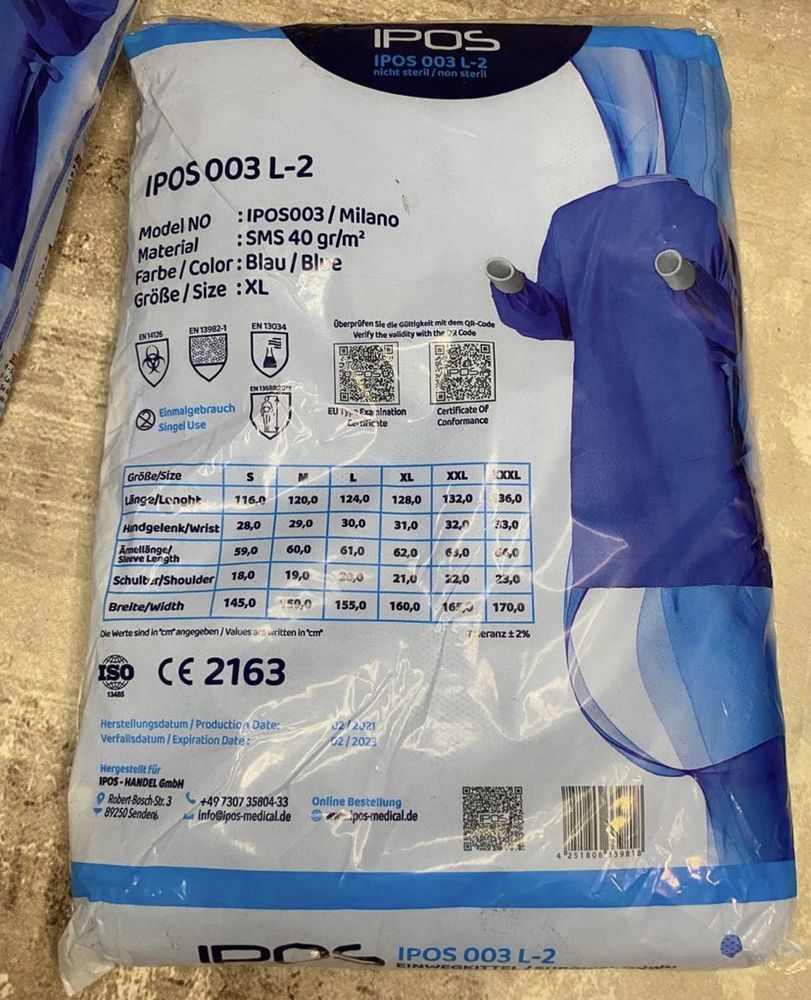 IPOS
IPOS 003 L-2
nicht steril / non steril
IPOS 003 L-2
Model NO : IPOS003 / Milano
Material : SMS 40 gr/m²
Farbe / Color : Blau / Blue
Größe / Size : XL
EN 14126
EN 13982-1
EN 13034
Überprüfen Sie die Gültigkeit mit dem QR-Code
Verify the validity with the QR Code
IPOS
IPOS
EU Type Examination
Certificate
Certificate Of
Conformance
Einmalgebrauch
Singel Use
Größe/Size S M L XL XXL XXXL
Länge/Lenght 116.0 120,0 124,0 128,0 132,0 136,0
Handgelenk/Wrist 28,0 29,0 30,0 31,0 32,0 33,0
Ärmellänge/
Sleeve Length 59,0 60,0 61,0 62,0 63,0 64,0
Schulter/Shoulder 18,0 19,0 20,0 21,0 22,0 23,0
Breite/Width 145,0 150,0 155,0 160,0 165,0 170,0
Die Werte sind in "cm" angegeben / Values are written in "cm"
Toleranz ± 2%
ISO
13485
CE 2163
Herstellungsdatum / Production Date: 02 / 2021
Verfallsdatum / Expiration Date : 02 / 2023
Hergestellt für
IPOS - HANDEL GmbH
Robert-Bosch-Str. 3
89250 Senden
+49 7307 35804-33
info@ipos-medical.de
Online Bestellung
www.ipos-medical.de
IPOS
IPOS
IPOS 003 L-2
EINWEGKITTEL /